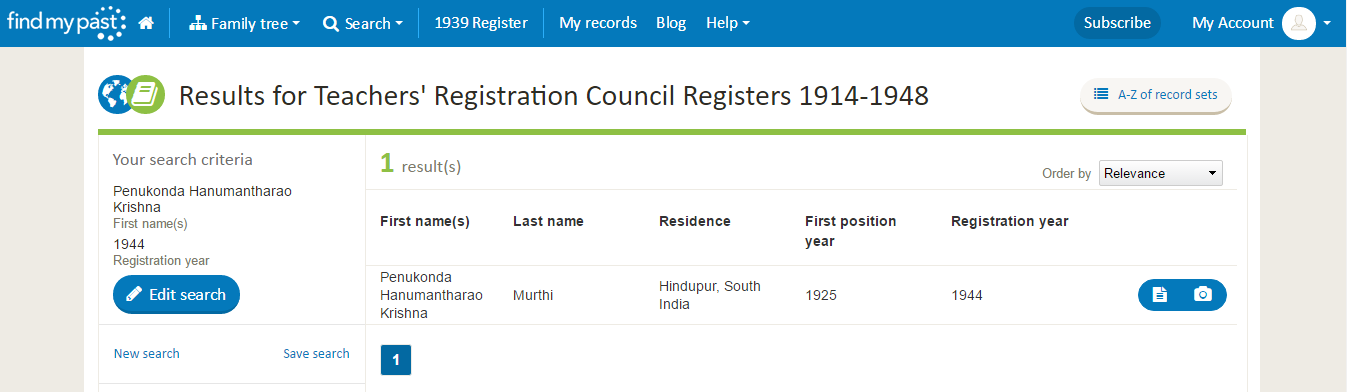 findmypast Family tree Search 1939 Register My records Blog Help Subscribe My Account
Results for Teachers' Registration Council Registers 1914-1948
A-Z of record sets
Your search criteria
Penukonda Hanumantharao
Krishna
First name(s)
1944
Registration year
Edit search
New search Save search
1 result(s)
Order by Relevance
First name(s) Last name Residence First position year Registration year
Penukonda
Hanumantharao
Krishna
Murthi
Hindupur, South
India
1925
1944
1